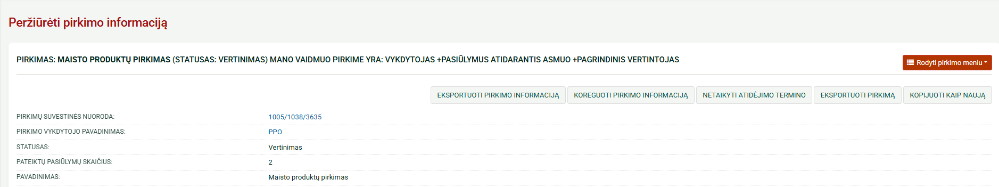 Peržiūrėti pirkimo informaciją
PIRKIMAS: MAISTO PRODUKTŲ PIRKIMAS (STATUSAS: VERTINIMAS) MANO VAIDMUO PIRKIME YRA: VYKDYTOJAS +PASIŪLYMUS ATIDARANTIS ASMUO +PAGRINDINIS VERTINTOJAS
Rodyti pirkimo meniu
EKSPORTUOTI PIRKIMO INFORMACIJĄ KOREGUOTI PIRKIMO INFORMACIJĄ NETAIKYTI ATIDĖJIMO TERMINO EKSPORTUOTI PIRKIMĄ KOPIJUOTI KAIP NAUJĄ
PIRKIMŲ SUVESTINĖS NUORODA: 1005/1038/3635
PIRKIMO VYKDYTOJO PAVADINIMAS: PPO
STATUSAS: Vertinimas
PATEIKTŲ PASIŪLYMŲ SKAIČIUS: 2
PAVADINIMAS: Maisto produktų pirkimas